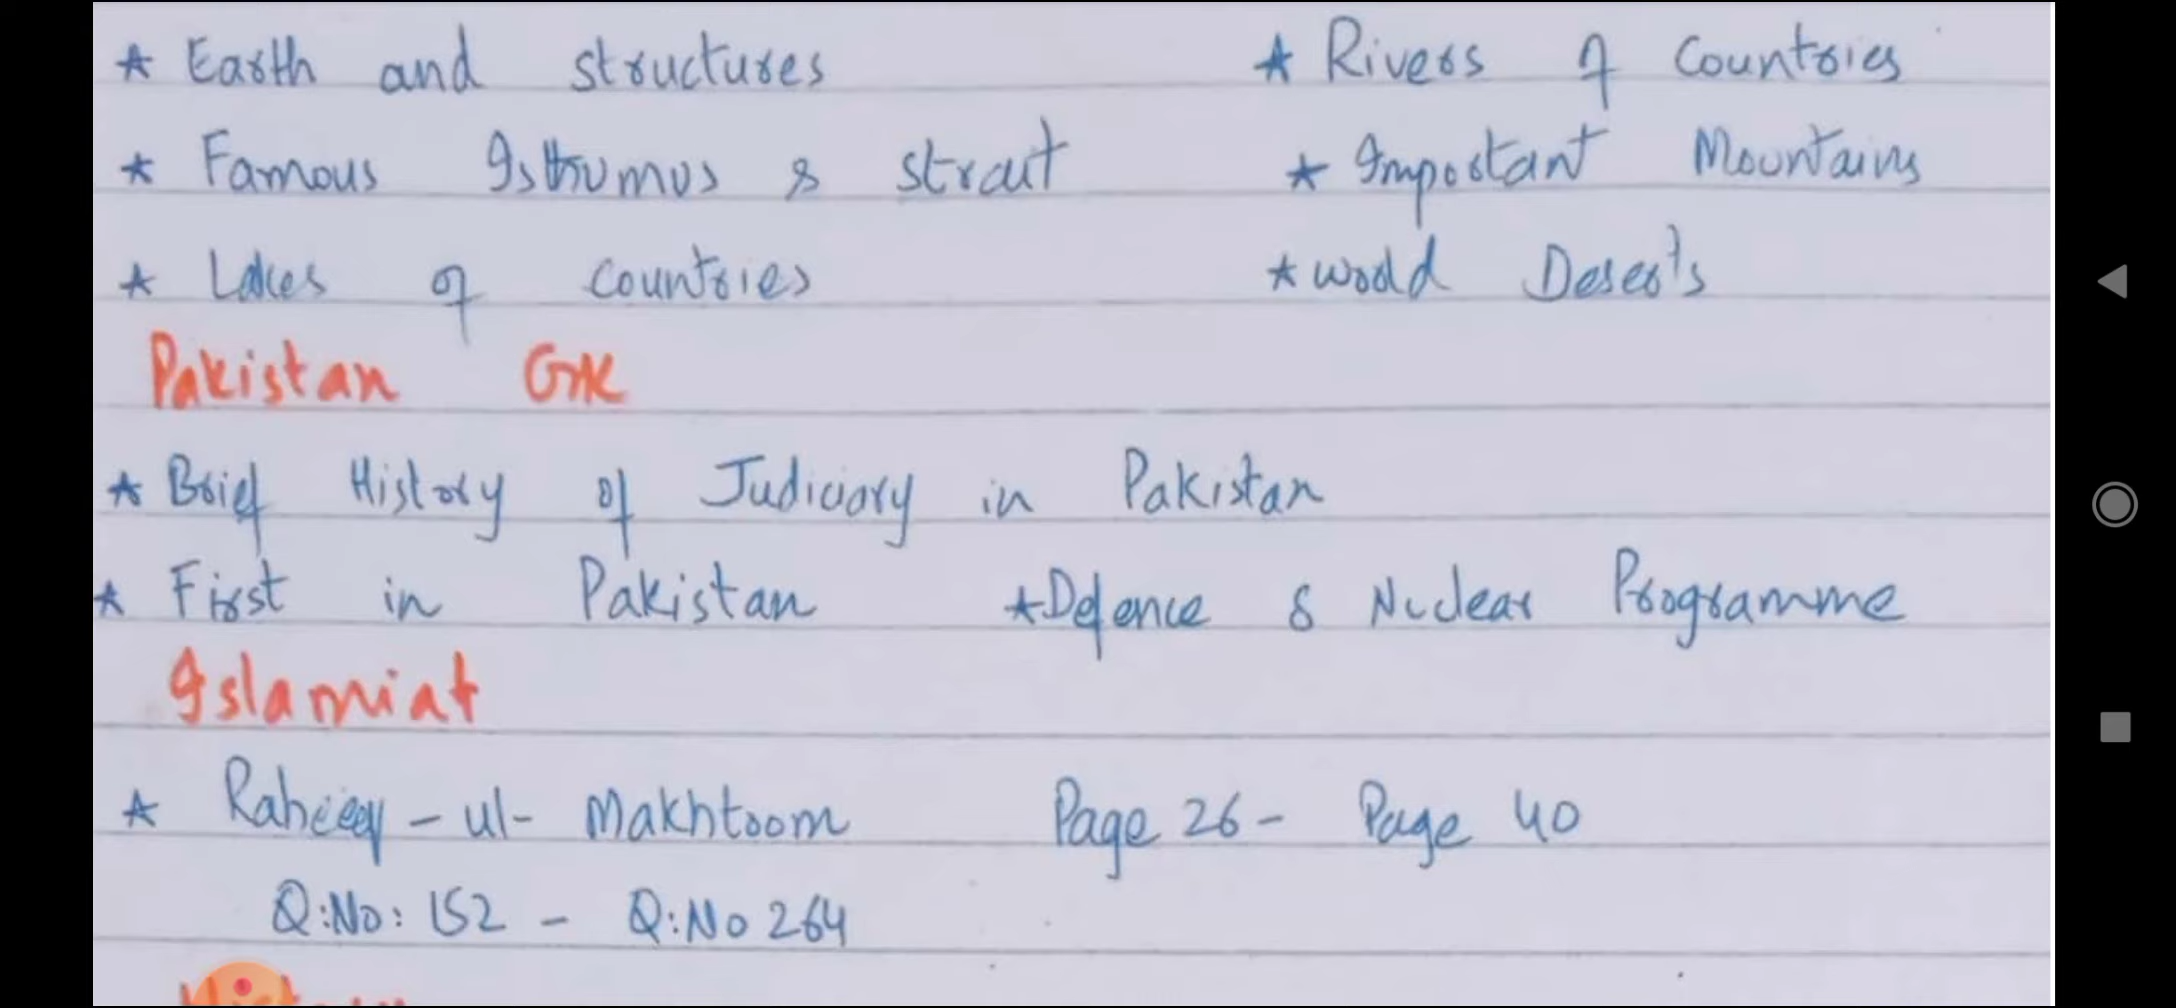 ★ Earth and structures ★ Rivers of Countries
★ Famous Isthumus & strait ★ Important Mountains
★ Lakes of countries ★ World Deserts
Pakistan GK
★ Brief History of Judiciary in Pakistan
★ First in Pakistan ★ Defence & Nuclear Programme
Islamiat
★ Raheeq-ul-Makhtoom Page 26 - Page 40
Q:No: 152 - Q:No 264